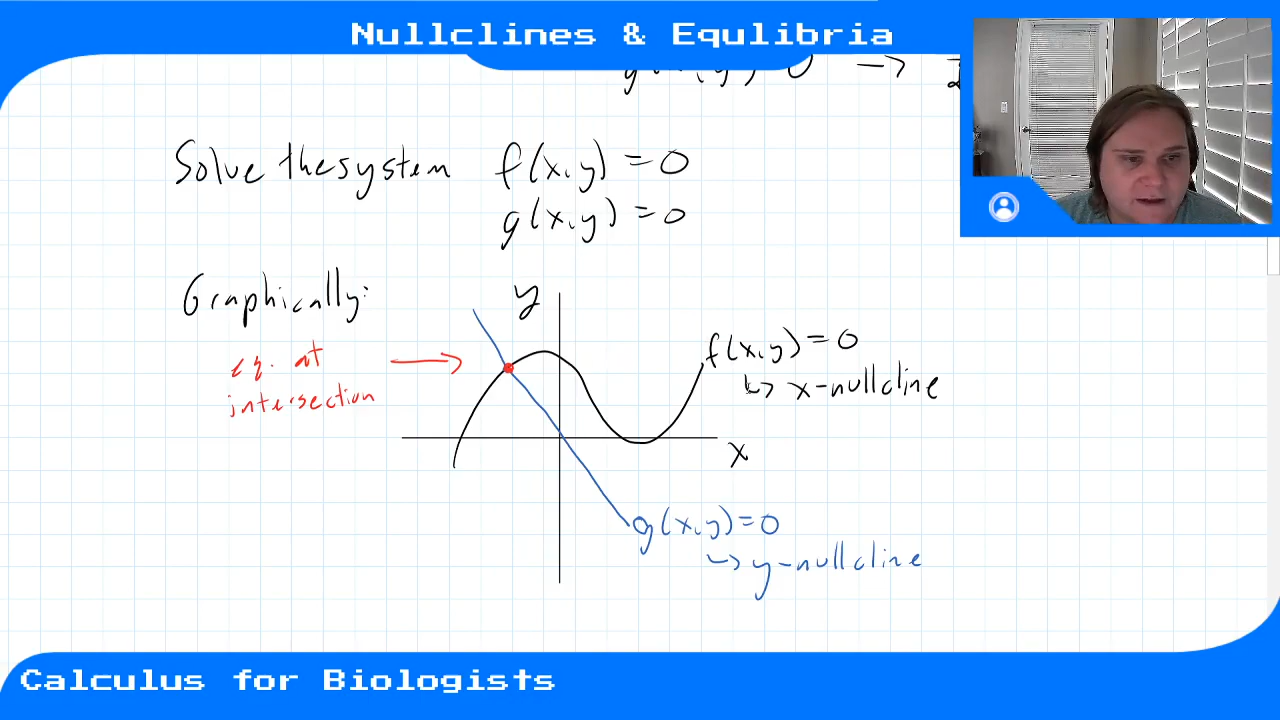 Nullclines & Equlibria
Solve the system f(x,y) = 0
g(x,y) = 0
Graphically:
eq. at
intersection
y
f(x,y) = 0
↳ x-nullcline
x
g(x,y) = 0
↳ y-nullcline
Calculus for Biologists